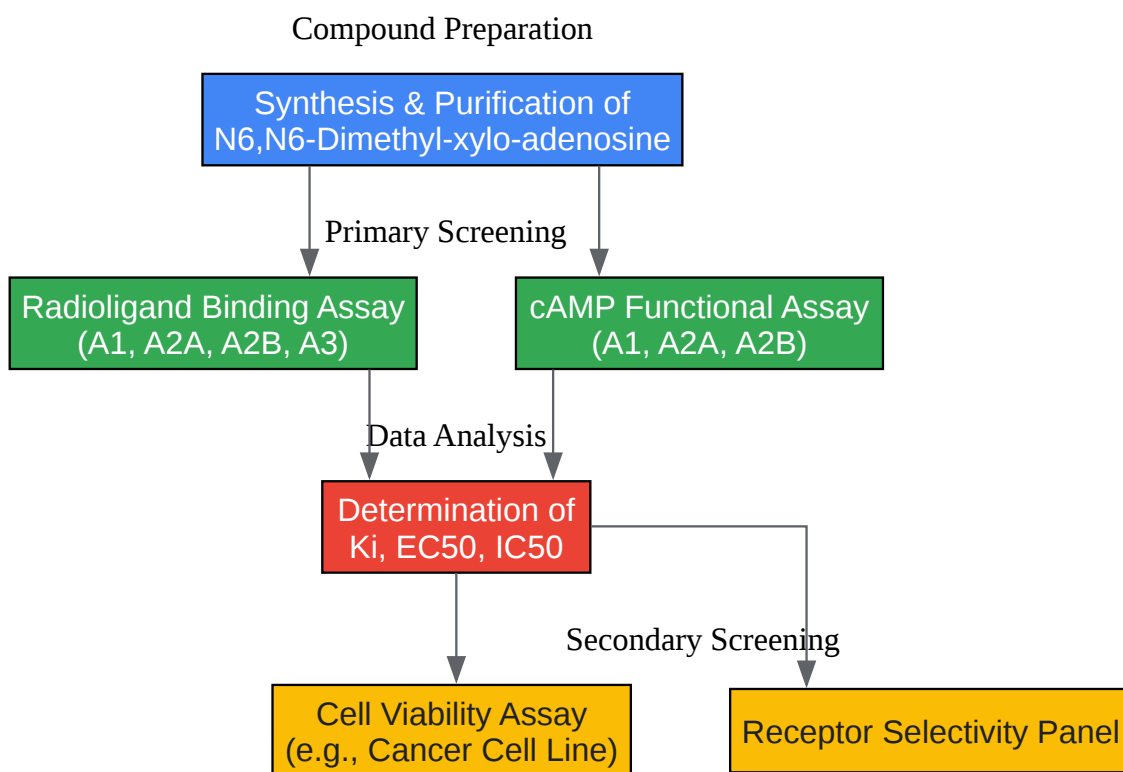 Compound Preparation
Synthesis & Purification of
N6,N6-Dimethyl-xylo-adenosine
Primary Screening
Radioligand Binding Assay
(A1, A2A, A2B, A3)
cAMP Functional Assay
(A1, A2A, A2B)
Data Analysis
Determination of
Ki, EC50, IC50
Secondary Screening
Cell Viability Assay
(e.g., Cancer Cell Line)
Receptor Selectivity Panel